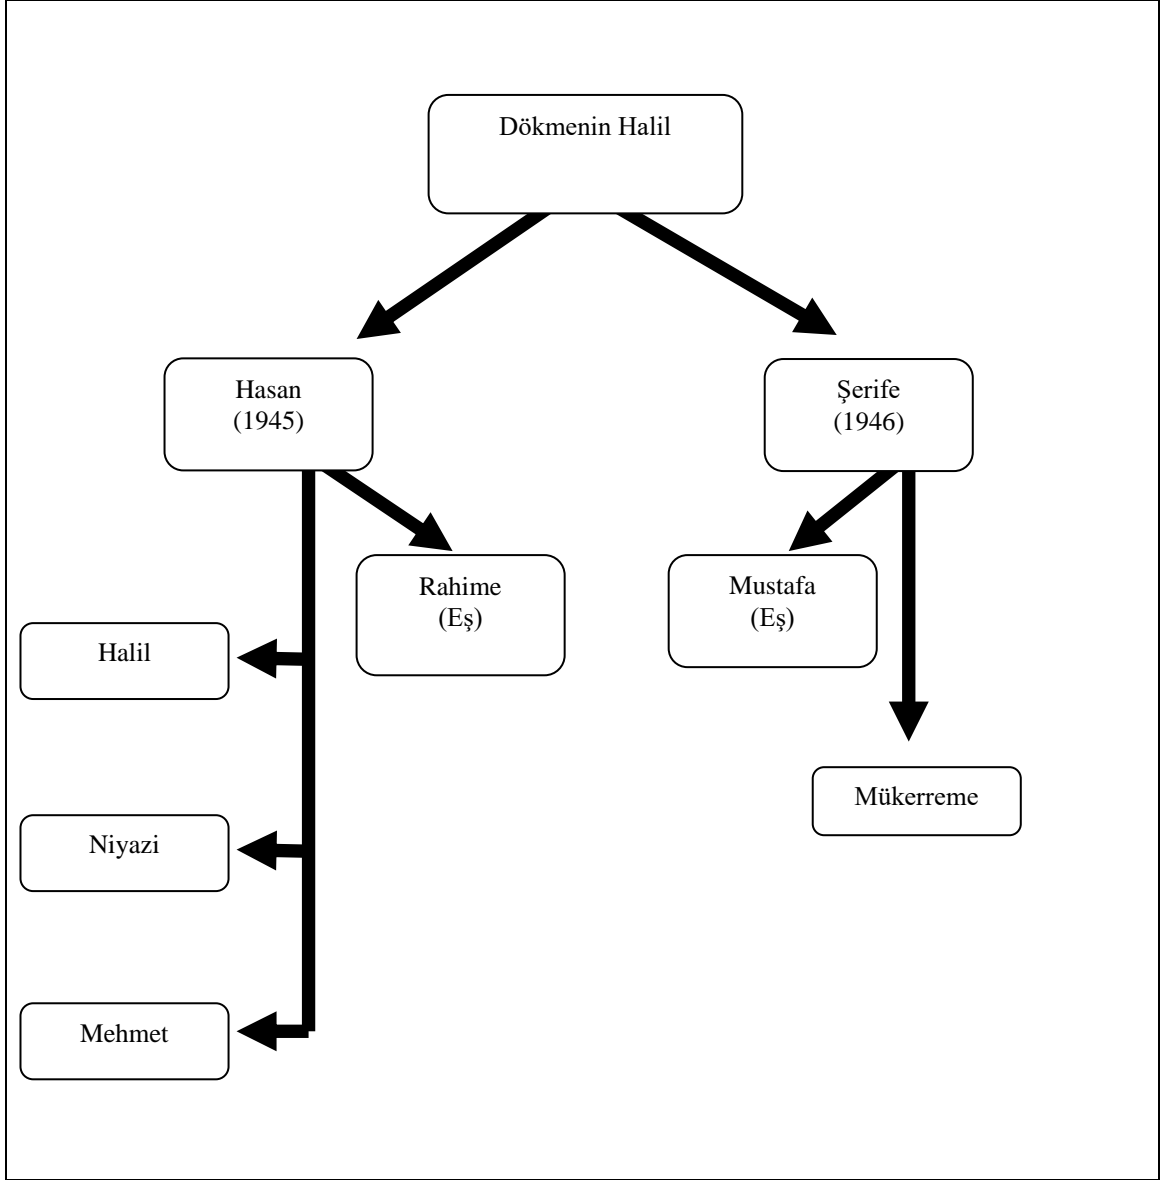 Dökmenin Halil
Hasan
(1945)
Şerife
(1946)
Rahime
(Eş)
Mustafa
(Eş)
Halil
Mükerreme
Niyazi
Mehmet